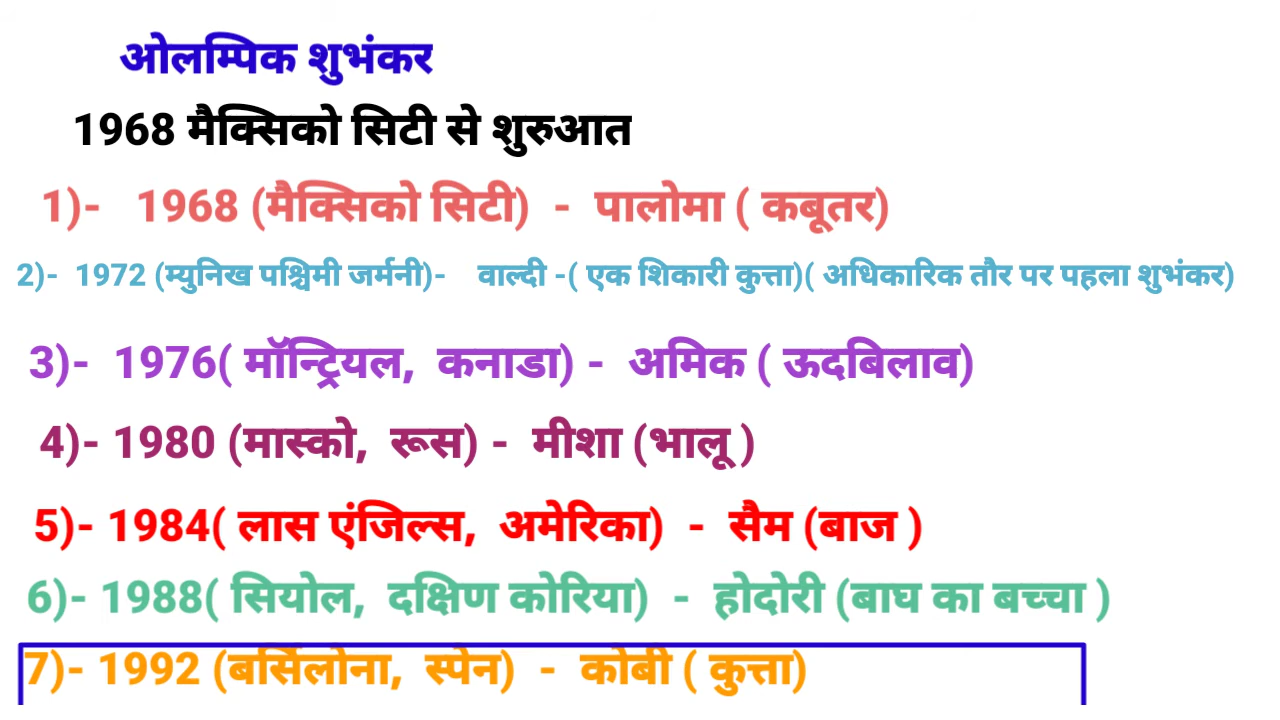 ओलम्पिक शुभंकर
1968 मैक्सिको सिटी से शुरुआत
1)- 1968 (मैक्सिको सिटी) - पालोमा ( कबूतर)
2)- 1972 (म्युनिख पश्चिमी जर्मनी)- वाल्दी -( एक शिकारी कुत्ता)( अधिकारिक तौर पर पहला शुभंकर)
3)- 1976( मॉन्ट्रियल, कनाडा) - अमिक ( ऊदबिलाव)
4)- 1980 (मास्को, रूस) - मीशा (भालू )
5)- 1984( लास एंजिल्स, अमेरिका) - सैम (बाज )
6)- 1988( सियोल, दक्षिण कोरिया) - होदोरी (बाघ का बच्चा )
7)- 1992 (बर्सिलोना, स्पेन) - कोबी ( कुत्ता)